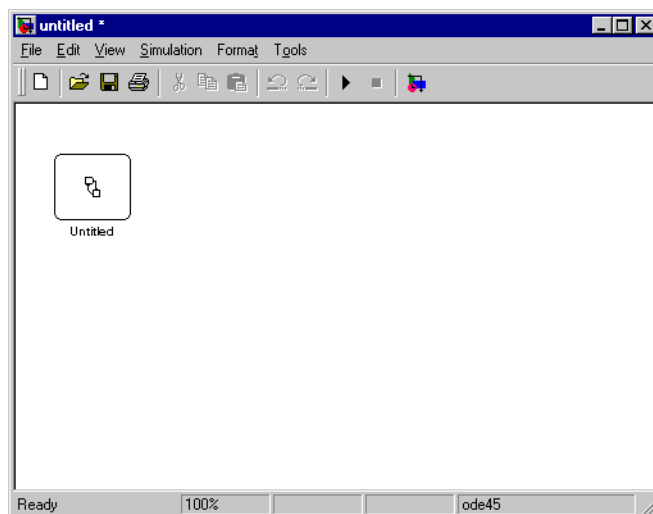 untitled *
File Edit View Simulation Format Tools
Untitled
Ready 100% ode45